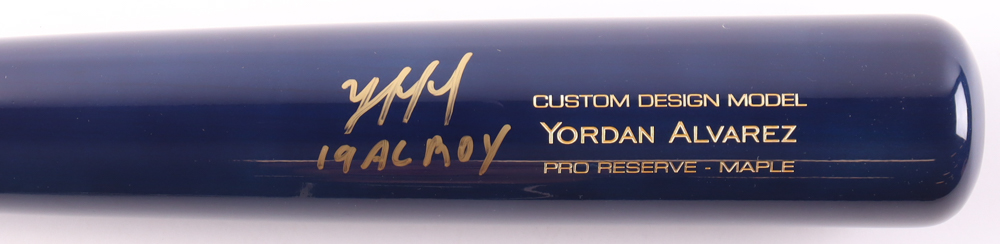 19 AL ROY
CUSTOM DESIGN MODEL
YORDAN ALVAREZ
PRO RESERVE - MAPLE